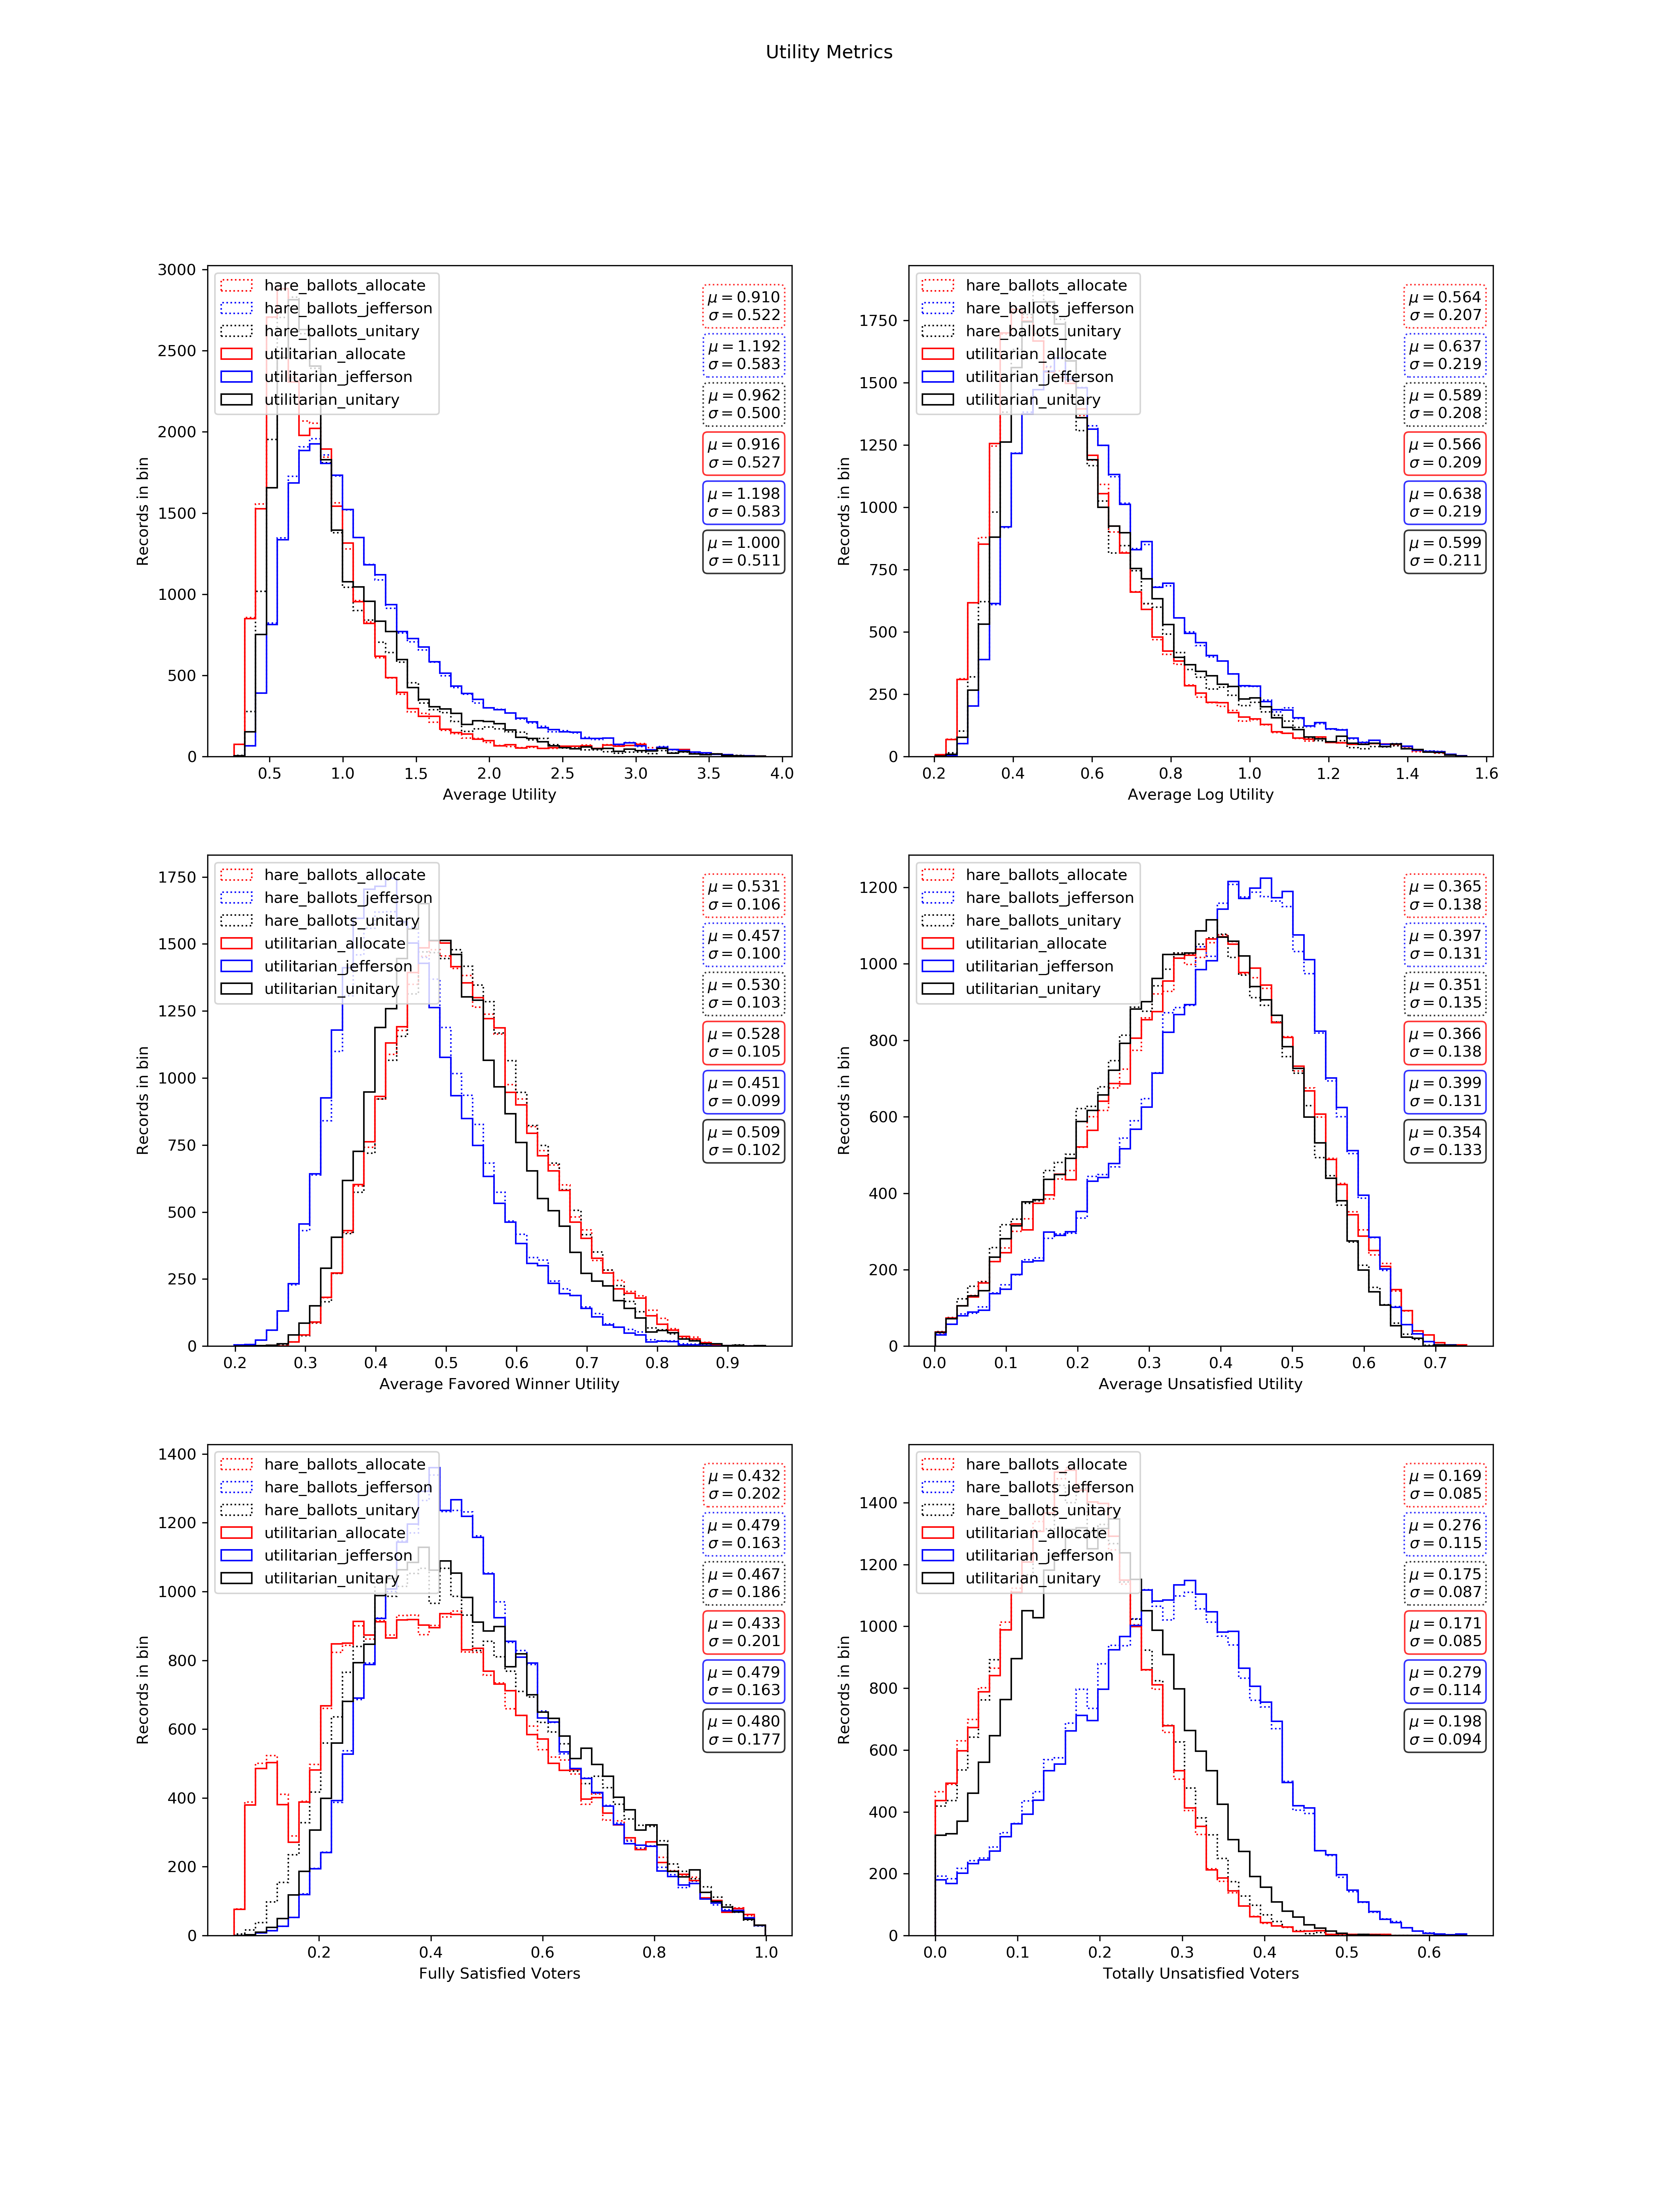 Utility Metrics
3000
2500
2000
1500
1000
500
0
Records in bin
hare_ballots_allocate
hare_ballots_jefferson
hare_ballots_unitary
utilitarian_allocate
utilitarian_jefferson
utilitarian_unitary
μ = 0.910
σ = 0.522
μ = 1.192
σ = 0.583
μ = 0.962
σ = 0.500
μ = 0.916
σ = 0.527
μ = 1.198
σ = 0.583
μ = 1.000
σ = 0.511
0.5 1.0 1.5 2.0 2.5 3.0 3.5 4.0
Average Utility
1750
1500
1250
1000
750
500
250
0
Records in bin
hare_ballots_allocate
hare_ballots_jefferson
hare_ballots_unitary
utilitarian_allocate
utilitarian_jefferson
utilitarian_unitary
μ = 0.564
σ = 0.207
μ = 0.637
σ = 0.219
μ = 0.589
σ = 0.208
μ = 0.566
σ = 0.209
μ = 0.638
σ = 0.219
μ = 0.599
σ = 0.211
0.2 0.4 0.6 0.8 1.0 1.2 1.4 1.6
Average Log Utility
1750
1500
1250
1000
750
500
250
0
Records in bin
hare_ballots_allocate
hare_ballots_jefferson
hare_ballots_unitary
utilitarian_allocate
utilitarian_jefferson
utilitarian_unitary
μ = 0.531
σ = 0.106
μ = 0.457
σ = 0.100
μ = 0.530
σ = 0.103
μ = 0.528
σ = 0.105
μ = 0.451
σ = 0.099
μ = 0.509
σ = 0.102
0.2 0.3 0.4 0.5 0.6 0.7 0.8 0.9
Average Favored Winner Utility
1200
1000
800
600
400
200
0
Records in bin
hare_ballots_allocate
hare_ballots_jefferson
hare_ballots_unitary
utilitarian_allocate
utilitarian_jefferson
utilitarian_unitary
μ = 0.365
σ = 0.138
μ = 0.397
σ = 0.131
μ = 0.351
σ = 0.135
μ = 0.366
σ = 0.138
μ = 0.399
σ = 0.131
μ = 0.354
σ = 0.133
0.0 0.1 0.2 0.3 0.4 0.5 0.6 0.7
Average Unsatisfied Utility
1400
1200
1000
800
600
400
200
0
Records in bin
hare_ballots_allocate
hare_ballots_jefferson
hare_ballots_unitary
utilitarian_allocate
utilitarian_jefferson
utilitarian_unitary
μ = 0.432
σ = 0.202
μ = 0.479
σ = 0.163
μ = 0.467
σ = 0.186
μ = 0.433
σ = 0.201
μ = 0.479
σ = 0.163
μ = 0.480
σ = 0.177
0.2 0.4 0.6 0.8 1.0
Fully Satisfied Voters
1400
1200
1000
800
600
400
200
0
Records in bin
hare_ballots_allocate
hare_ballots_jefferson
hare_ballots_unitary
utilitarian_allocate
utilitarian_jefferson
utilitarian_unitary
μ = 0.169
σ = 0.085
μ = 0.276
σ = 0.115
μ = 0.175
σ = 0.087
μ = 0.171
σ = 0.085
μ = 0.279
σ = 0.114
μ = 0.198
σ = 0.094
0.0 0.1 0.2 0.3 0.4 0.5 0.6
Totally Unsatisfied Voters